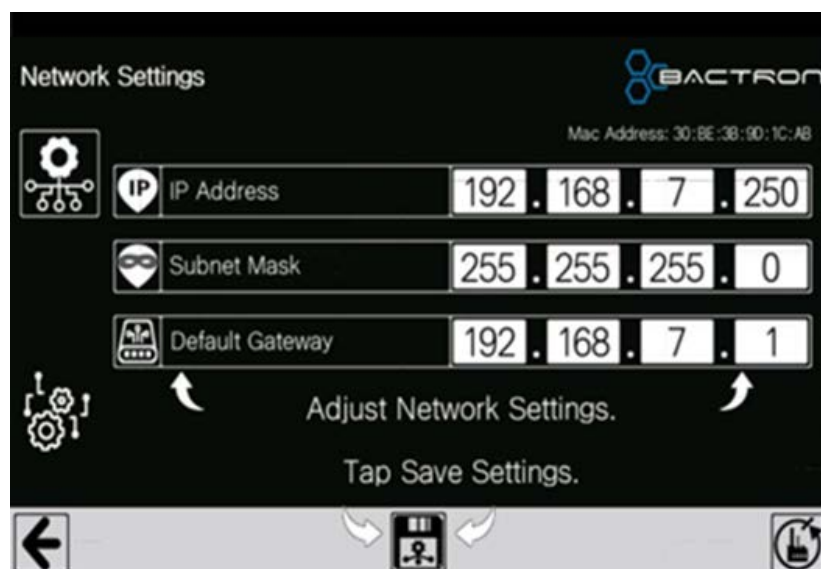 Network Settings
BACTRON
Mac Address: 30:BE:3B:9D:1C:AB
IP IP Address 192 . 168 . 7 . 250
Subnet Mask 255 . 255 . 255 . 0
Default Gateway 192 . 168 . 7 . 1
Adjust Network Settings.
Tap Save Settings.